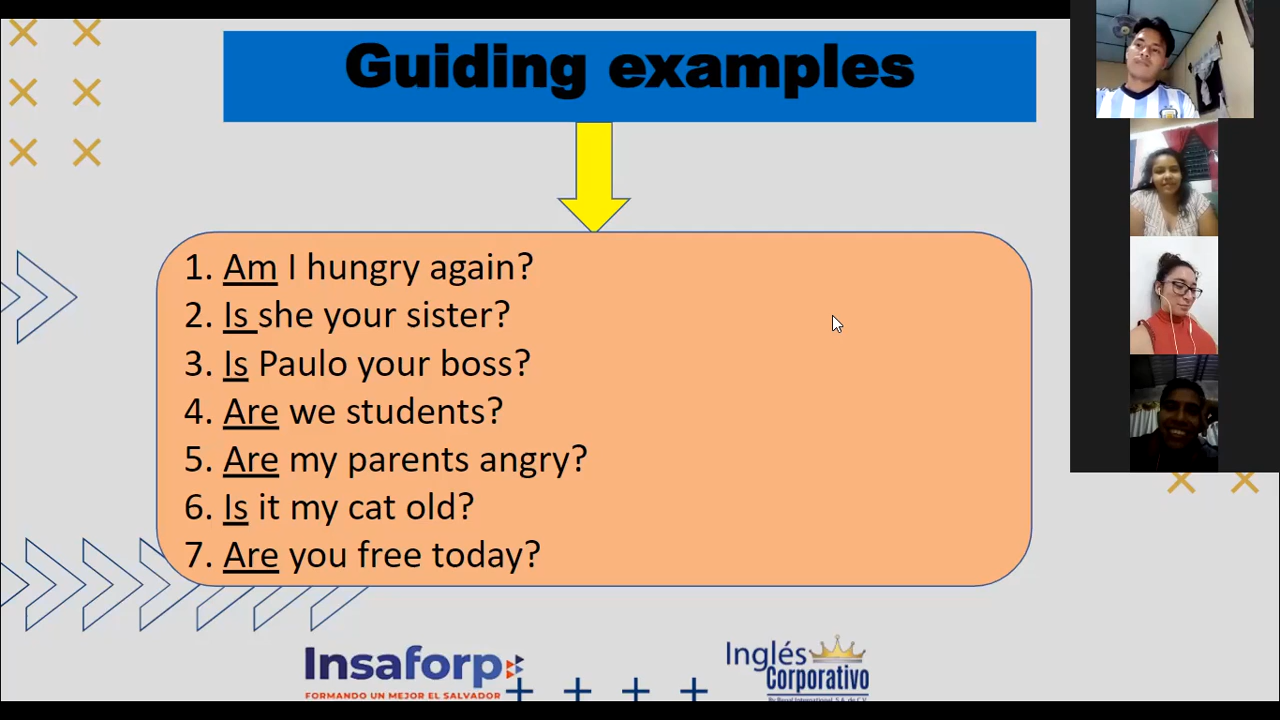 Guiding examples
1. Am I hungry again?
2. Is she your sister?
3. Is Paulo your boss?
4. Are we students?
5. Are my parents angry?
6. Is it my cat old?
7. Are you free today?
Insaforp
FORMANDO UN MEJOR EL SALVADOR
Inglés
Corporativo